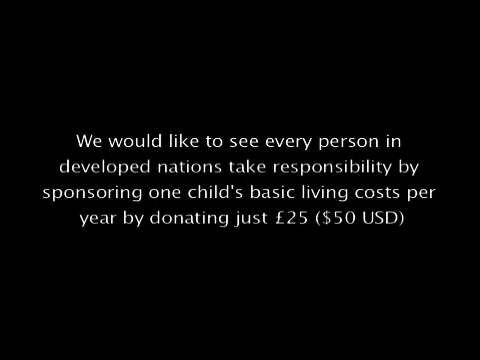 We would like to see every person in
developed nations take responsibility by
sponsoring one child's basic living costs per
year by donating just £25 ($50 USD)